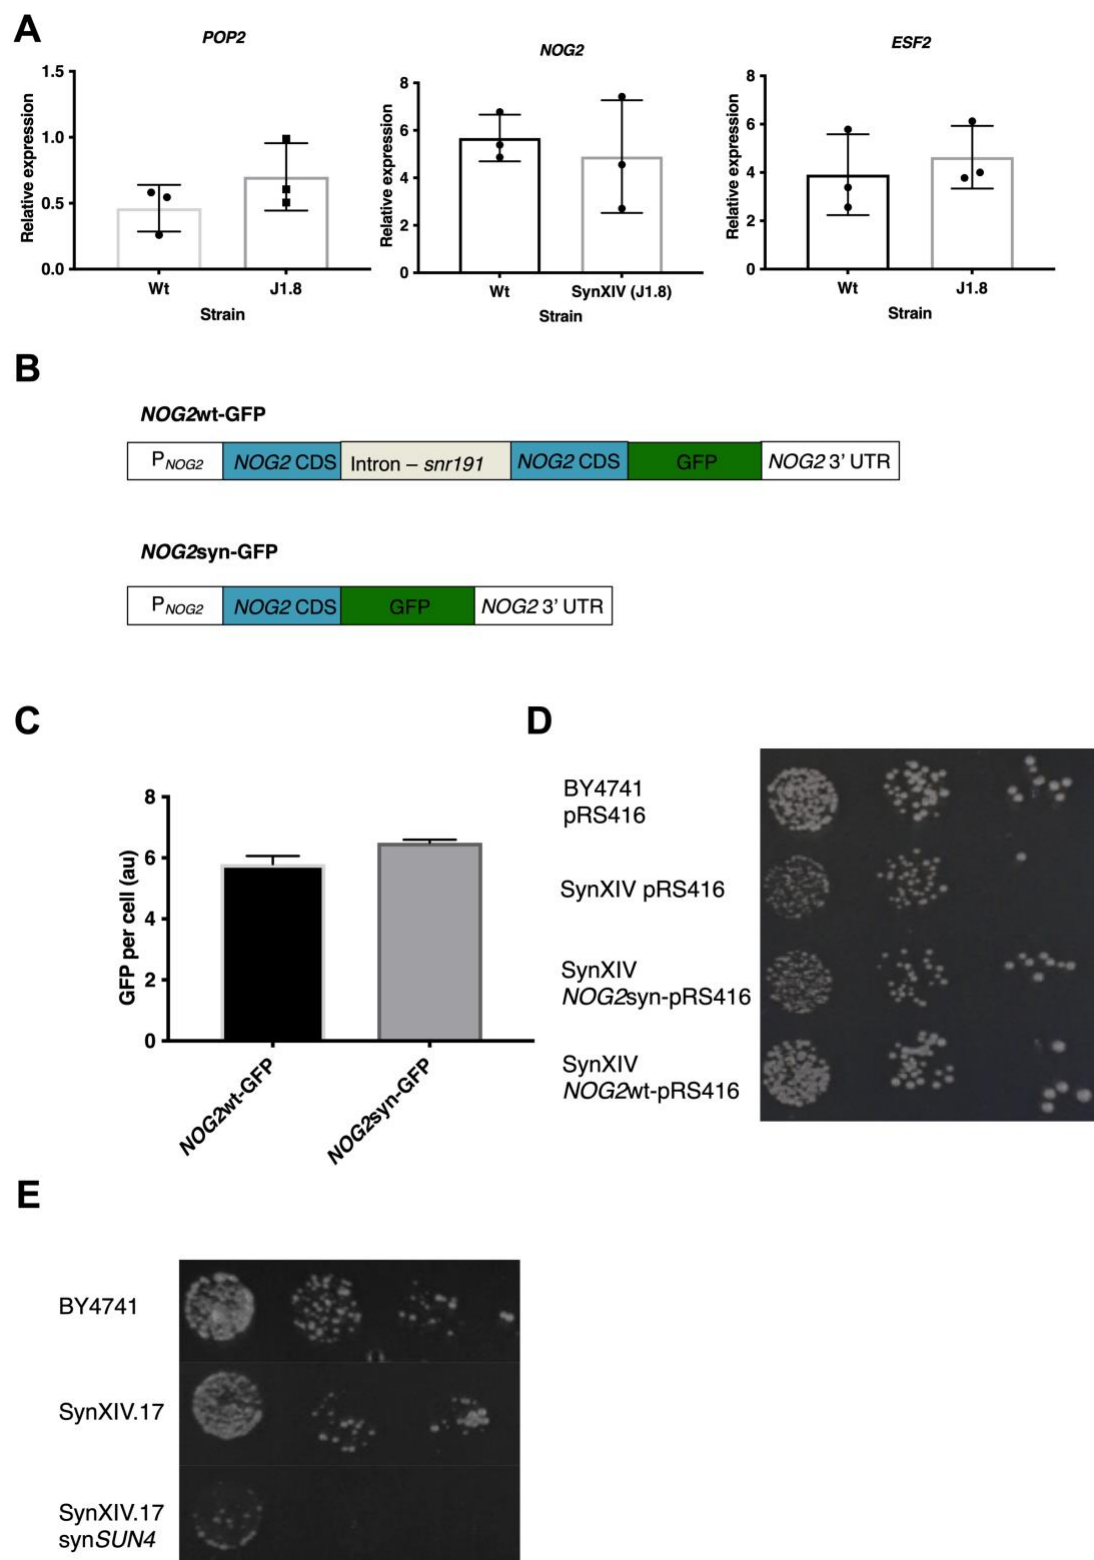 A
POP2
Relative expression
1.5
1.0
0.5
0.0
Wt
J1.8
Strain
NOG2
Relative expression
8
6
4
2
0
Wt
SynXIV (J1.8)
Strain
ESF2
Relative expression
8
6
4
2
0
Wt
J1.8
Strain
B
NOG2wt-GFP
PNOG2 NOG2 CDS Intron – snr191 NOG2 CDS GFP NOG2 3' UTR
NOG2syn-GFP
PNOG2 NOG2 CDS GFP NOG2 3' UTR
C
GFP per cell (au)
8
6
4
2
0
NOG2wt-GFP
NOG2syn-GFP
D
BY4741
pRS416
SynXIV pRS416
SynXIV
NOG2syn-pRS416
SynXIV
NOG2wt-pRS416
E
BY4741
SynXIV.17
SynXIV.17
synSUN4